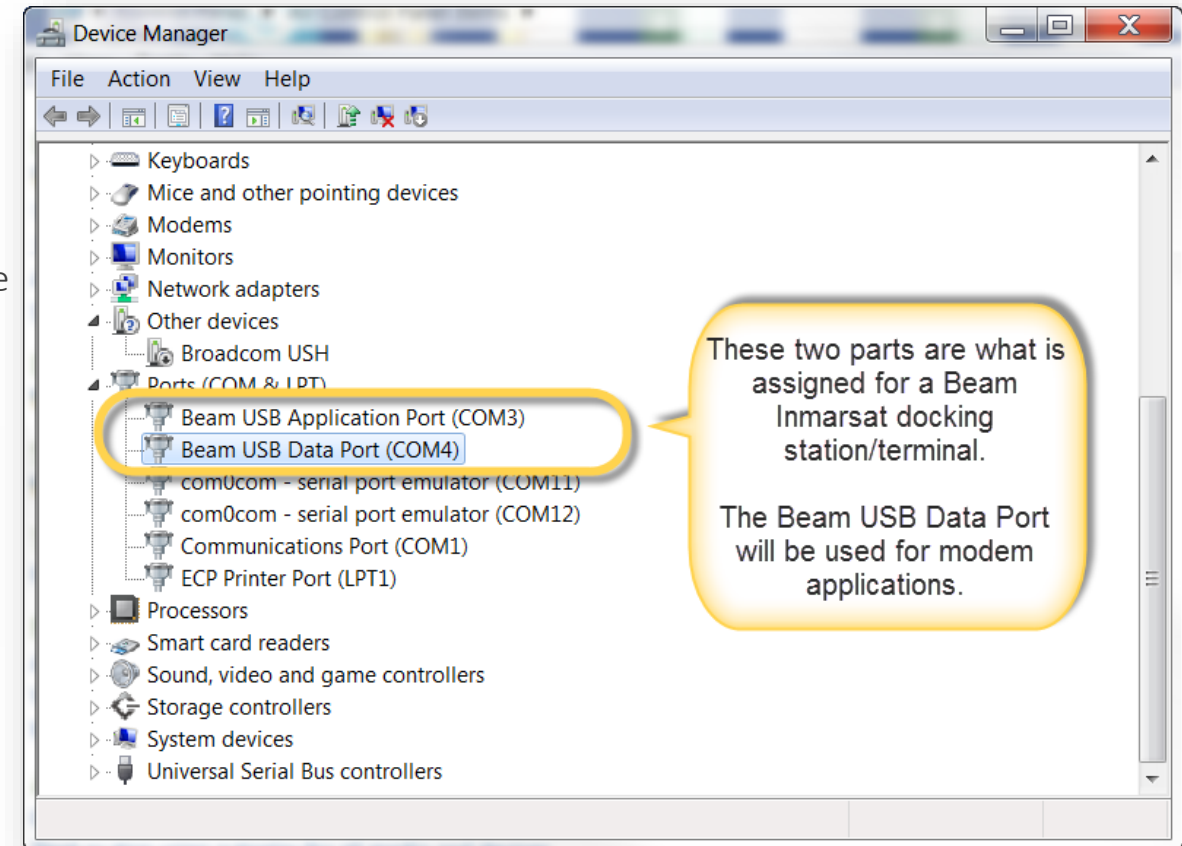 Device Manager
File Action View Help
Keyboards
Mice and other pointing devices
Modems
Monitors
Network adapters
e
Other devices
Broadcom USH
Ports (COM & LPT)
Beam USB Application Port (COM3)
Beam USB Data Port (COM4)
com0com - serial port emulator (COM11)
com0com - serial port emulator (COM12)
Communications Port (COM1)
ECP Printer Port (LPT1)
Processors
Smart card readers
Sound, video and game controllers
Storage controllers
System devices
Universal Serial Bus controllers
These two parts are what is
assigned for a Beam
Inmarsat docking
station/terminal.
The Beam USB Data Port
will be used for modem
applications.